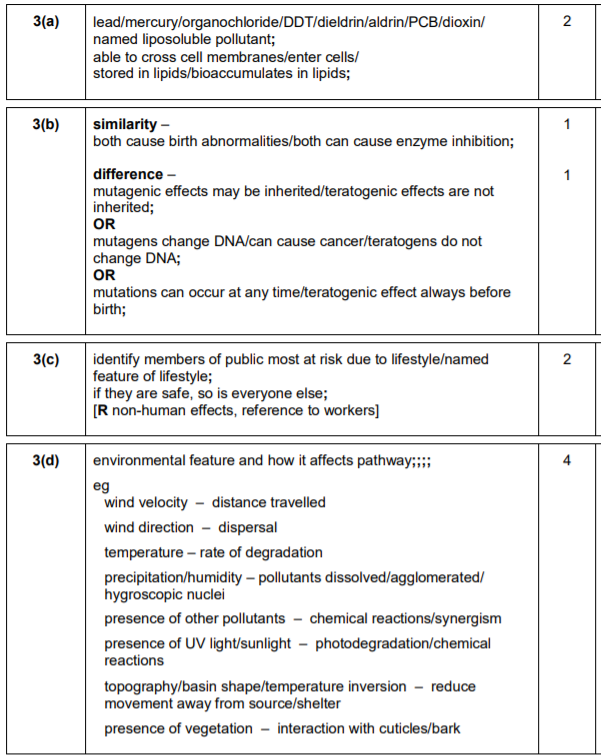 3(a) lead/mercury/organochloride/DDT/dieldrin/aldrin/PCB/dioxin/ 2
named liposoluble pollutant;
able to cross cell membranes/enter cells/
stored in lipids/bioaccumulates in lipids;
3(b) similarity – 1
both cause birth abnormalities/both can cause enzyme inhibition;
difference – 1
mutagenic effects may be inherited/teratogenic effects are not
inherited;
OR
mutagens change DNA/can cause cancer/teratogens do not
change DNA;
OR
mutations can occur at any time/teratogenic effect always before
birth;
3(c) identify members of public most at risk due to lifestyle/named 2
feature of lifestyle;
if they are safe, so is everyone else;
[R non-human effects, reference to workers]
3(d) environmental feature and how it affects pathway;;;; 4
eg
wind velocity – distance travelled
wind direction – dispersal
temperature – rate of degradation
precipitation/humidity – pollutants dissolved/agglomerated/
hygroscopic nuclei
presence of other pollutants – chemical reactions/synergism
presence of UV light/sunlight – photodegradation/chemical
reactions
topography/basin shape/temperature inversion – reduce
movement away from source/shelter
presence of vegetation – interaction with cuticles/bark